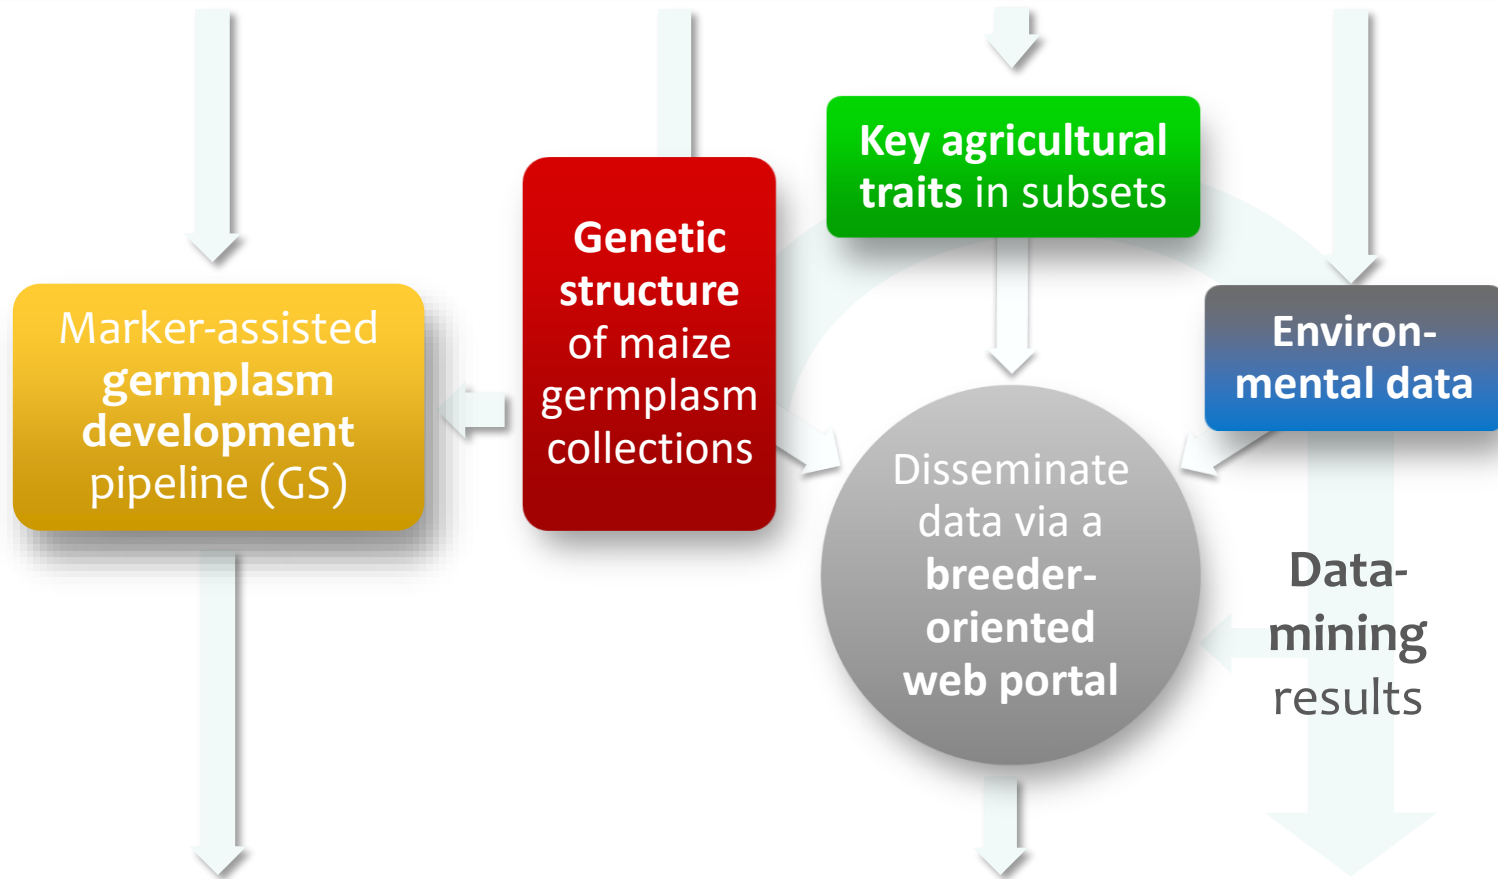 Key agricultural
traits in subsets
Genetic
structure
of maize
germplasm
collections
Marker-assisted
germplasm
development
pipeline (GS)
Environ-
mental data
Disseminate
data via a
breeder-
oriented
web portal
Data-
mining
results